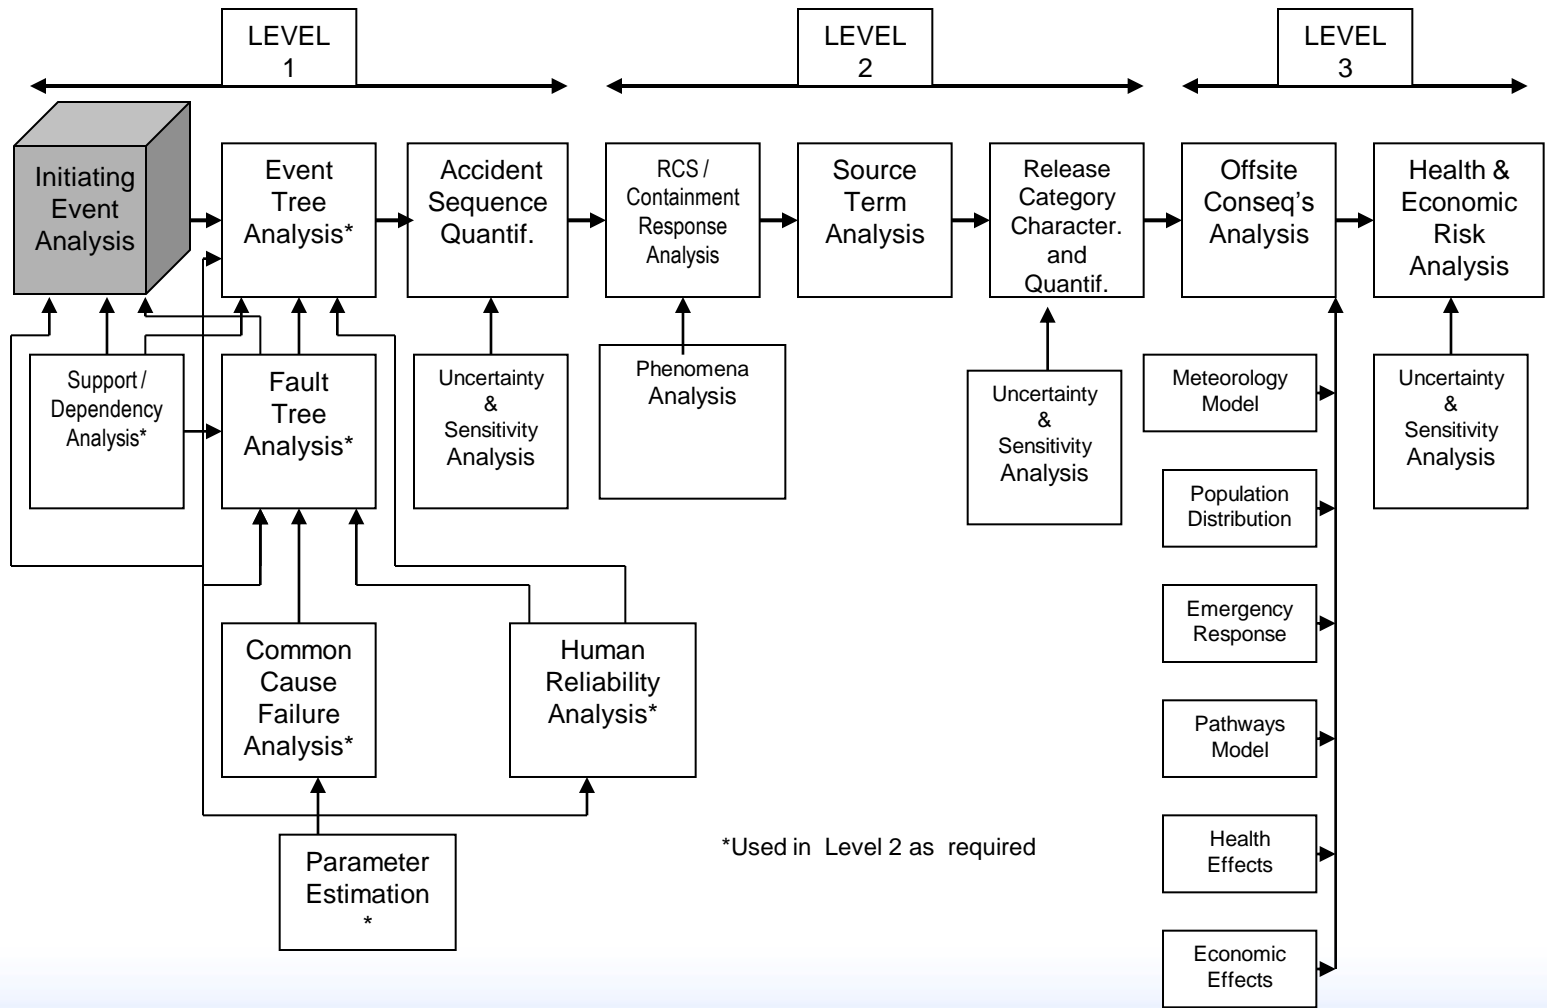 LEVEL
1
LEVEL
2
LEVEL
3
Initiating
Event
Analysis
Event
Tree
Analysis*
Accident
Sequence
Quantif.
RCS /
Containment
Response
Analysis
Source
Term
Analysis
Release
Category
Character.
and
Quantif.
Offsite
Conseq's
Analysis
Health &
Economic
Risk
Analysis
Support /
Dependency
Analysis*
Fault
Tree
Analysis*
Uncertainty
&
Sensitivity
Analysis
Phenomena
Analysis
Uncertainty
&
Sensitivity
Analysis
Meteorology
Model
Uncertainty
&
Sensitivity
Analysis
Population
Distribution
Emergency
Response
Common
Cause
Failure
Analysis*
Human
Reliability
Analysis*
Pathways
Model
Parameter
Estimation
*
*Used in Level 2 as required
Health
Effects
Economic
Effects